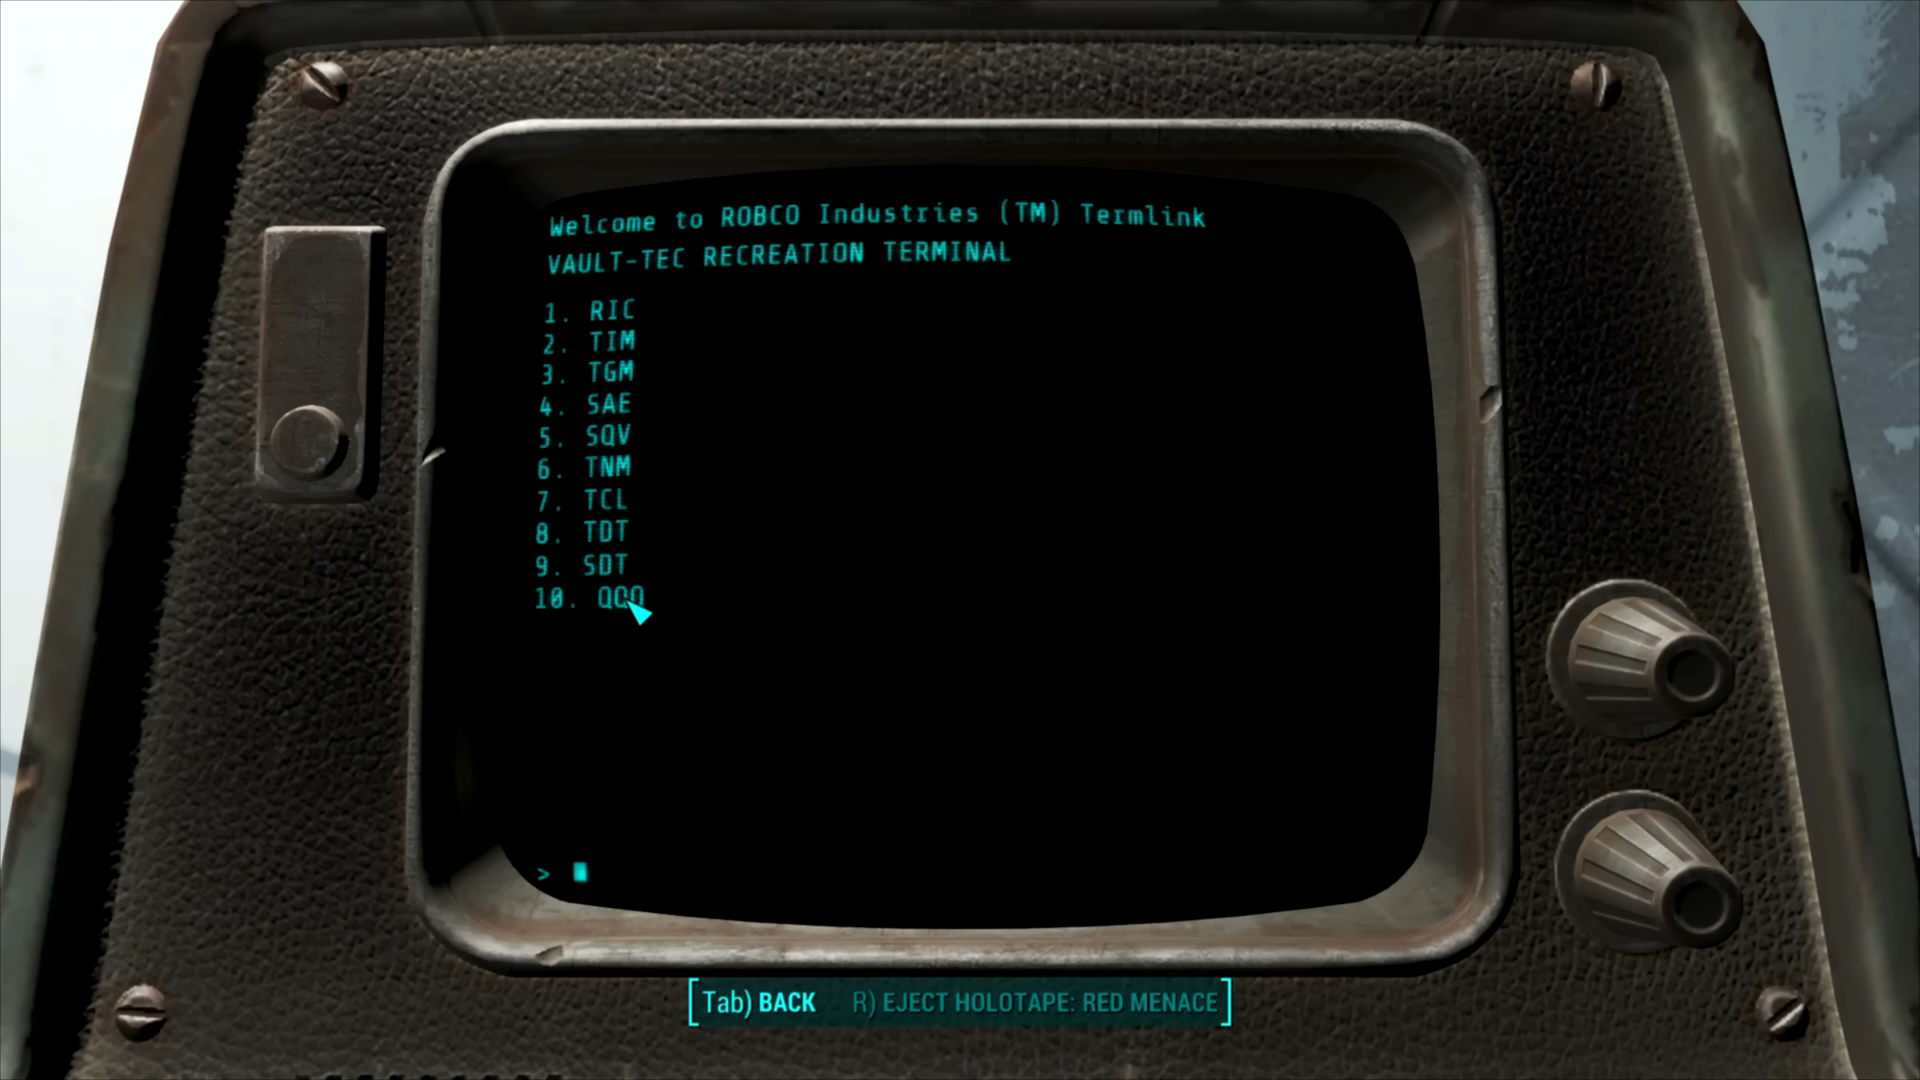 Welcome to ROBCO Industries (TM) Termlink
VAULT-TEC RECREATION TERMINAL
1. RIC
2. TIM
3. TGM
4. SAE
5. SQV
6. TNM
7. TCL
8. TDT
9. SDT
10. QQQ
>
[Tab) BACK R) EJECT HOLOTAPE: RED MENACE]